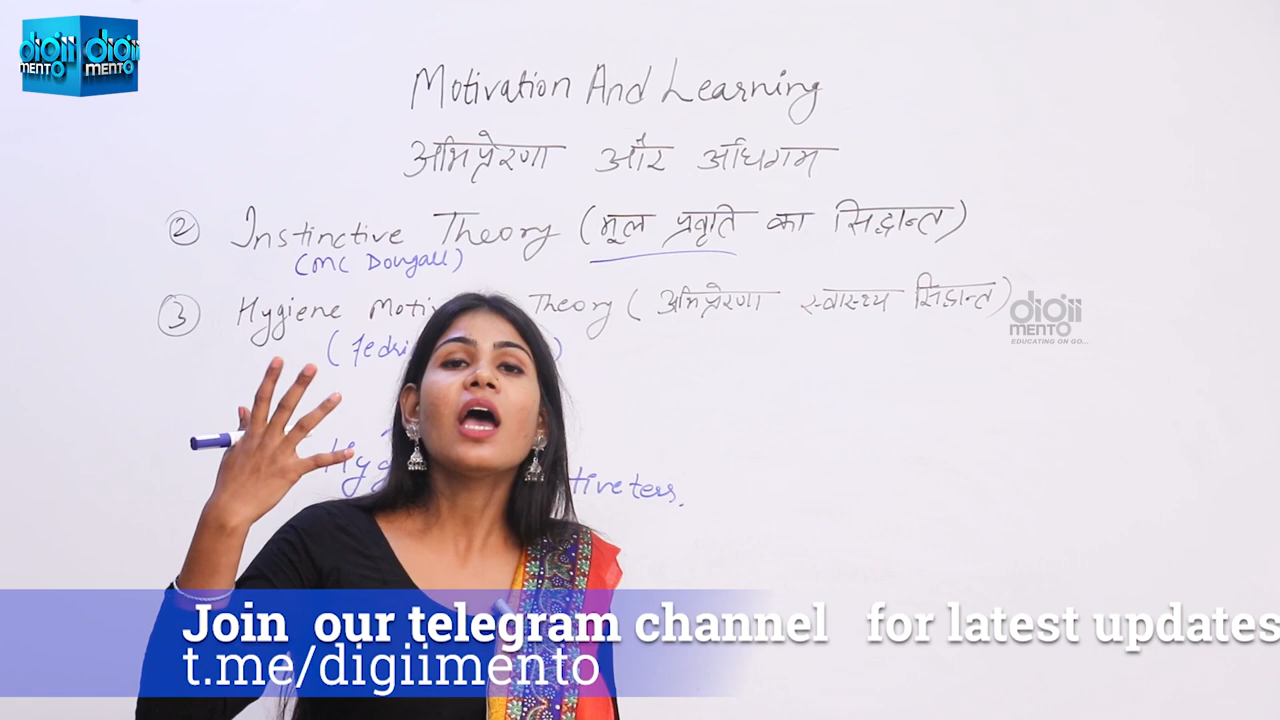 digii digii
MENTO MENTO
Motivation And Learning
अभिप्रेरणा और अधिगम
② Instinctive Theory (मूल प्रवृति का सिद्धान्त)
(MC Dougall)
③ Hygiene Theory (अभिप्रेरणा स्वास्थ्य सिद्धान्त)
digii
MENTO
EDUCATING ON GO...
Join our telegram channel for latest updates
t.me/digiimento